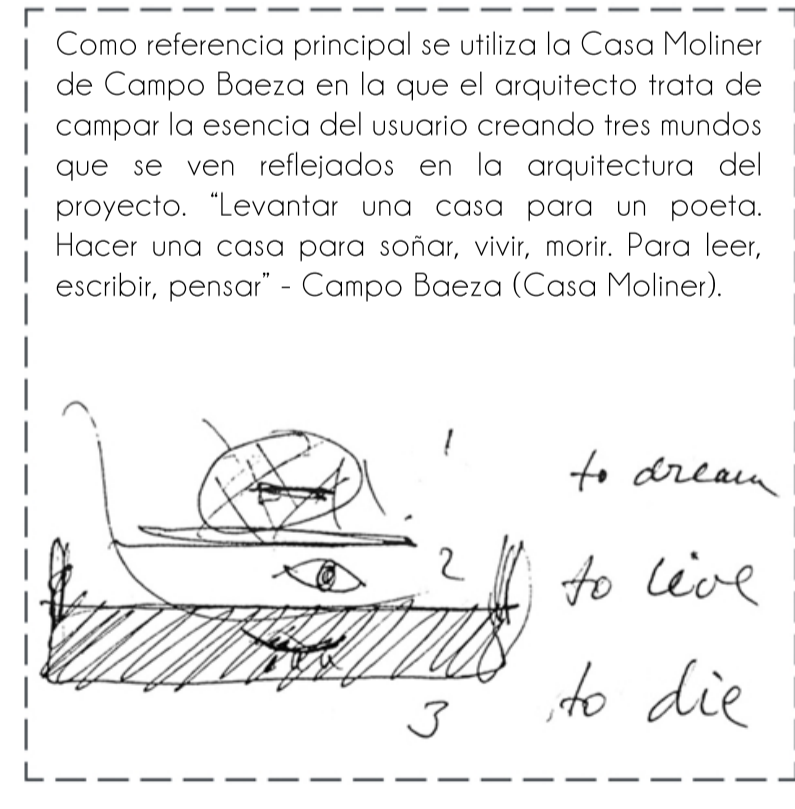 Como referencia principal se utiliza la Casa Moliner
de Campo Baeza en la que el arquitecto trata de
campar la esencia del usuario creando tres mundos
que se ven reflejados en la arquitectura del
proyecto. “Levantar una casa para un poeta.
Hacer una casa para soñar, vivir, morir. Para leer,
escribir, pensar” - Campo Baeza (Casa Moliner).
1 to dream
2 to live
3 to die